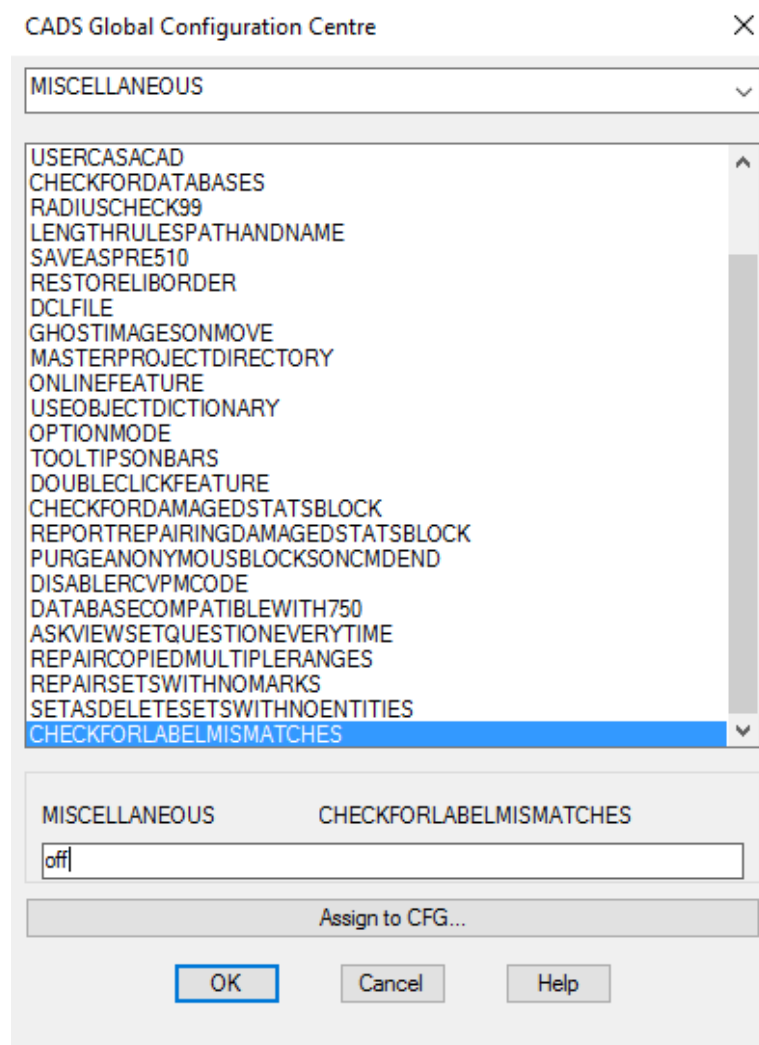 CADS Global Configuration Centre
MISCELLANEOUS
USERCASACAD
CHECKFORDATABASES
RADIUSCHECK99
LENGTHRULESPATHANDNAME
SAVEASPRE510
RESTORELIBORDER
DCLFILE
GHOSTIMAGESONMOVE
MASTERPROJECTDIRECTORY
ONLINEFEATURE
USEOBJECTDICTIONARY
OPTIONMODE
TOOLTIPSONBARS
DOUBLECLICKFEATURE
CHECKFORDAMAGEDSTATSBLOCK
REPORTREPAIRINGDAMAGEDSTATSBLOCK
PURGEANONYMOUSBLOCKSONCMDEND
DISABLERCVPMCODE
DATABASECOMPATIBLEWITH750
ASKVIEWSETQUESTIONEVERYTIME
REPAIRCOPIEDMULTIPLERANGES
REPAIRSETSWITHNOMARKS
SETASDELETESETSWITHNOENTITIES
CHECKFORLABELMISMATCHES
MISCELLANEOUS CHECKFORLABELMISMATCHES
off
Assign to CFG...
OK Cancel Help